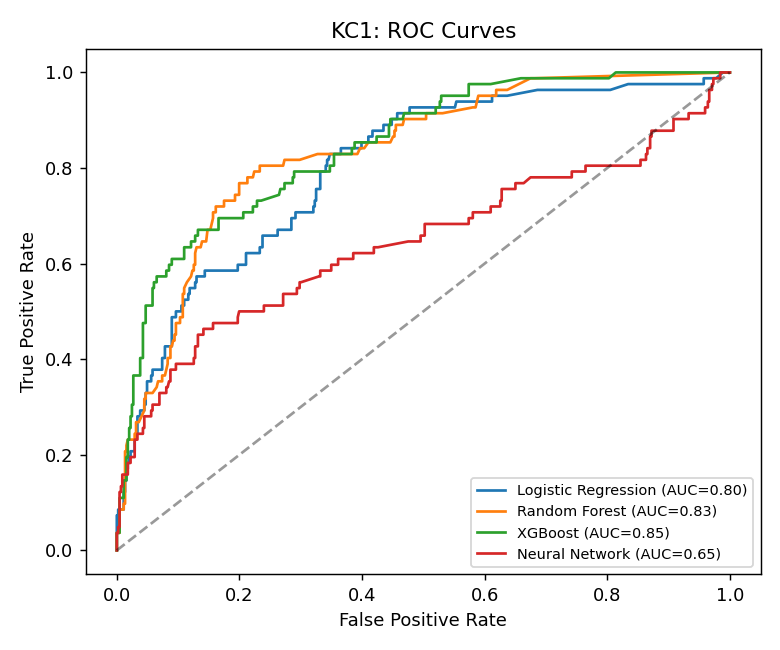 KC1: ROC Curves
1.0
0.8
0.6
0.4
0.2
0.0
True Positive Rate
0.0 0.2 0.4 0.6 0.8 1.0
False Positive Rate
Logistic Regression (AUC=0.80)
Random Forest (AUC=0.83)
XGBoost (AUC=0.85)
Neural Network (AUC=0.65)